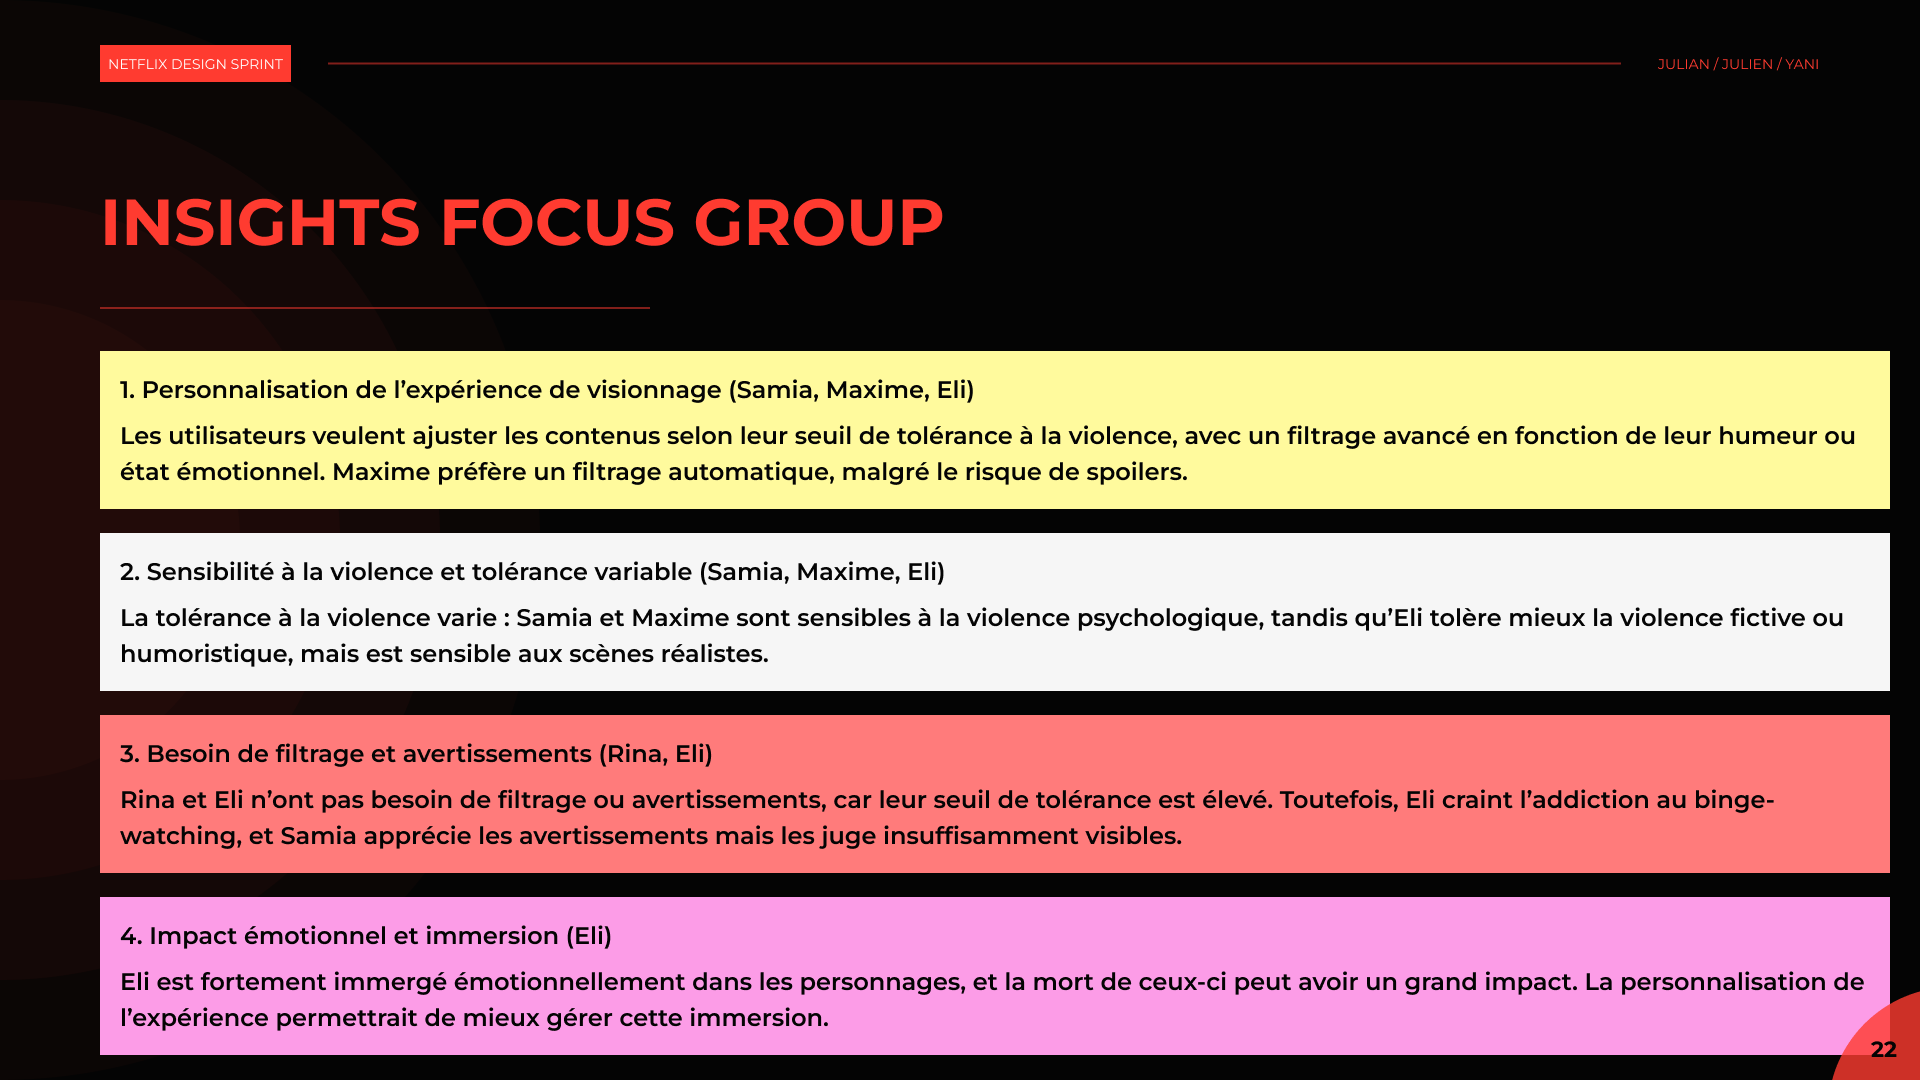 NETFLIX DESIGN SPRINT
JULIAN / JULIEN / YANI
INSIGHTS FOCUS GROUP
1. Personnalisation de l’expérience de visionnage (Samia, Maxime, Eli)
Les utilisateurs veulent ajuster les contenus selon leur seuil de tolérance à la violence, avec un filtrage avancé en fonction de leur humeur ou
état émotionnel. Maxime préfère un filtrage automatique, malgré le risque de spoilers.
2. Sensibilité à la violence et tolérance variable (Samia, Maxime, Eli)
La tolérance à la violence varie : Samia et Maxime sont sensibles à la violence psychologique, tandis qu’Eli tolère mieux la violence fictive ou
humoristique, mais est sensible aux scènes réalistes.
3. Besoin de filtrage et avertissements (Rina, Eli)
Rina et Eli n’ont pas besoin de filtrage ou avertissements, car leur seuil de tolérance est élevé. Toutefois, Eli craint l’addiction au binge-
watching, et Samia apprécie les avertissements mais les juge insuffisamment visibles.
4. Impact émotionnel et immersion (Eli)
Eli est fortement immergé émotionnellement dans les personnages, et la mort de ceux-ci peut avoir un grand impact. La personnalisation de
l’expérience permettrait de mieux gérer cette immersion.
22